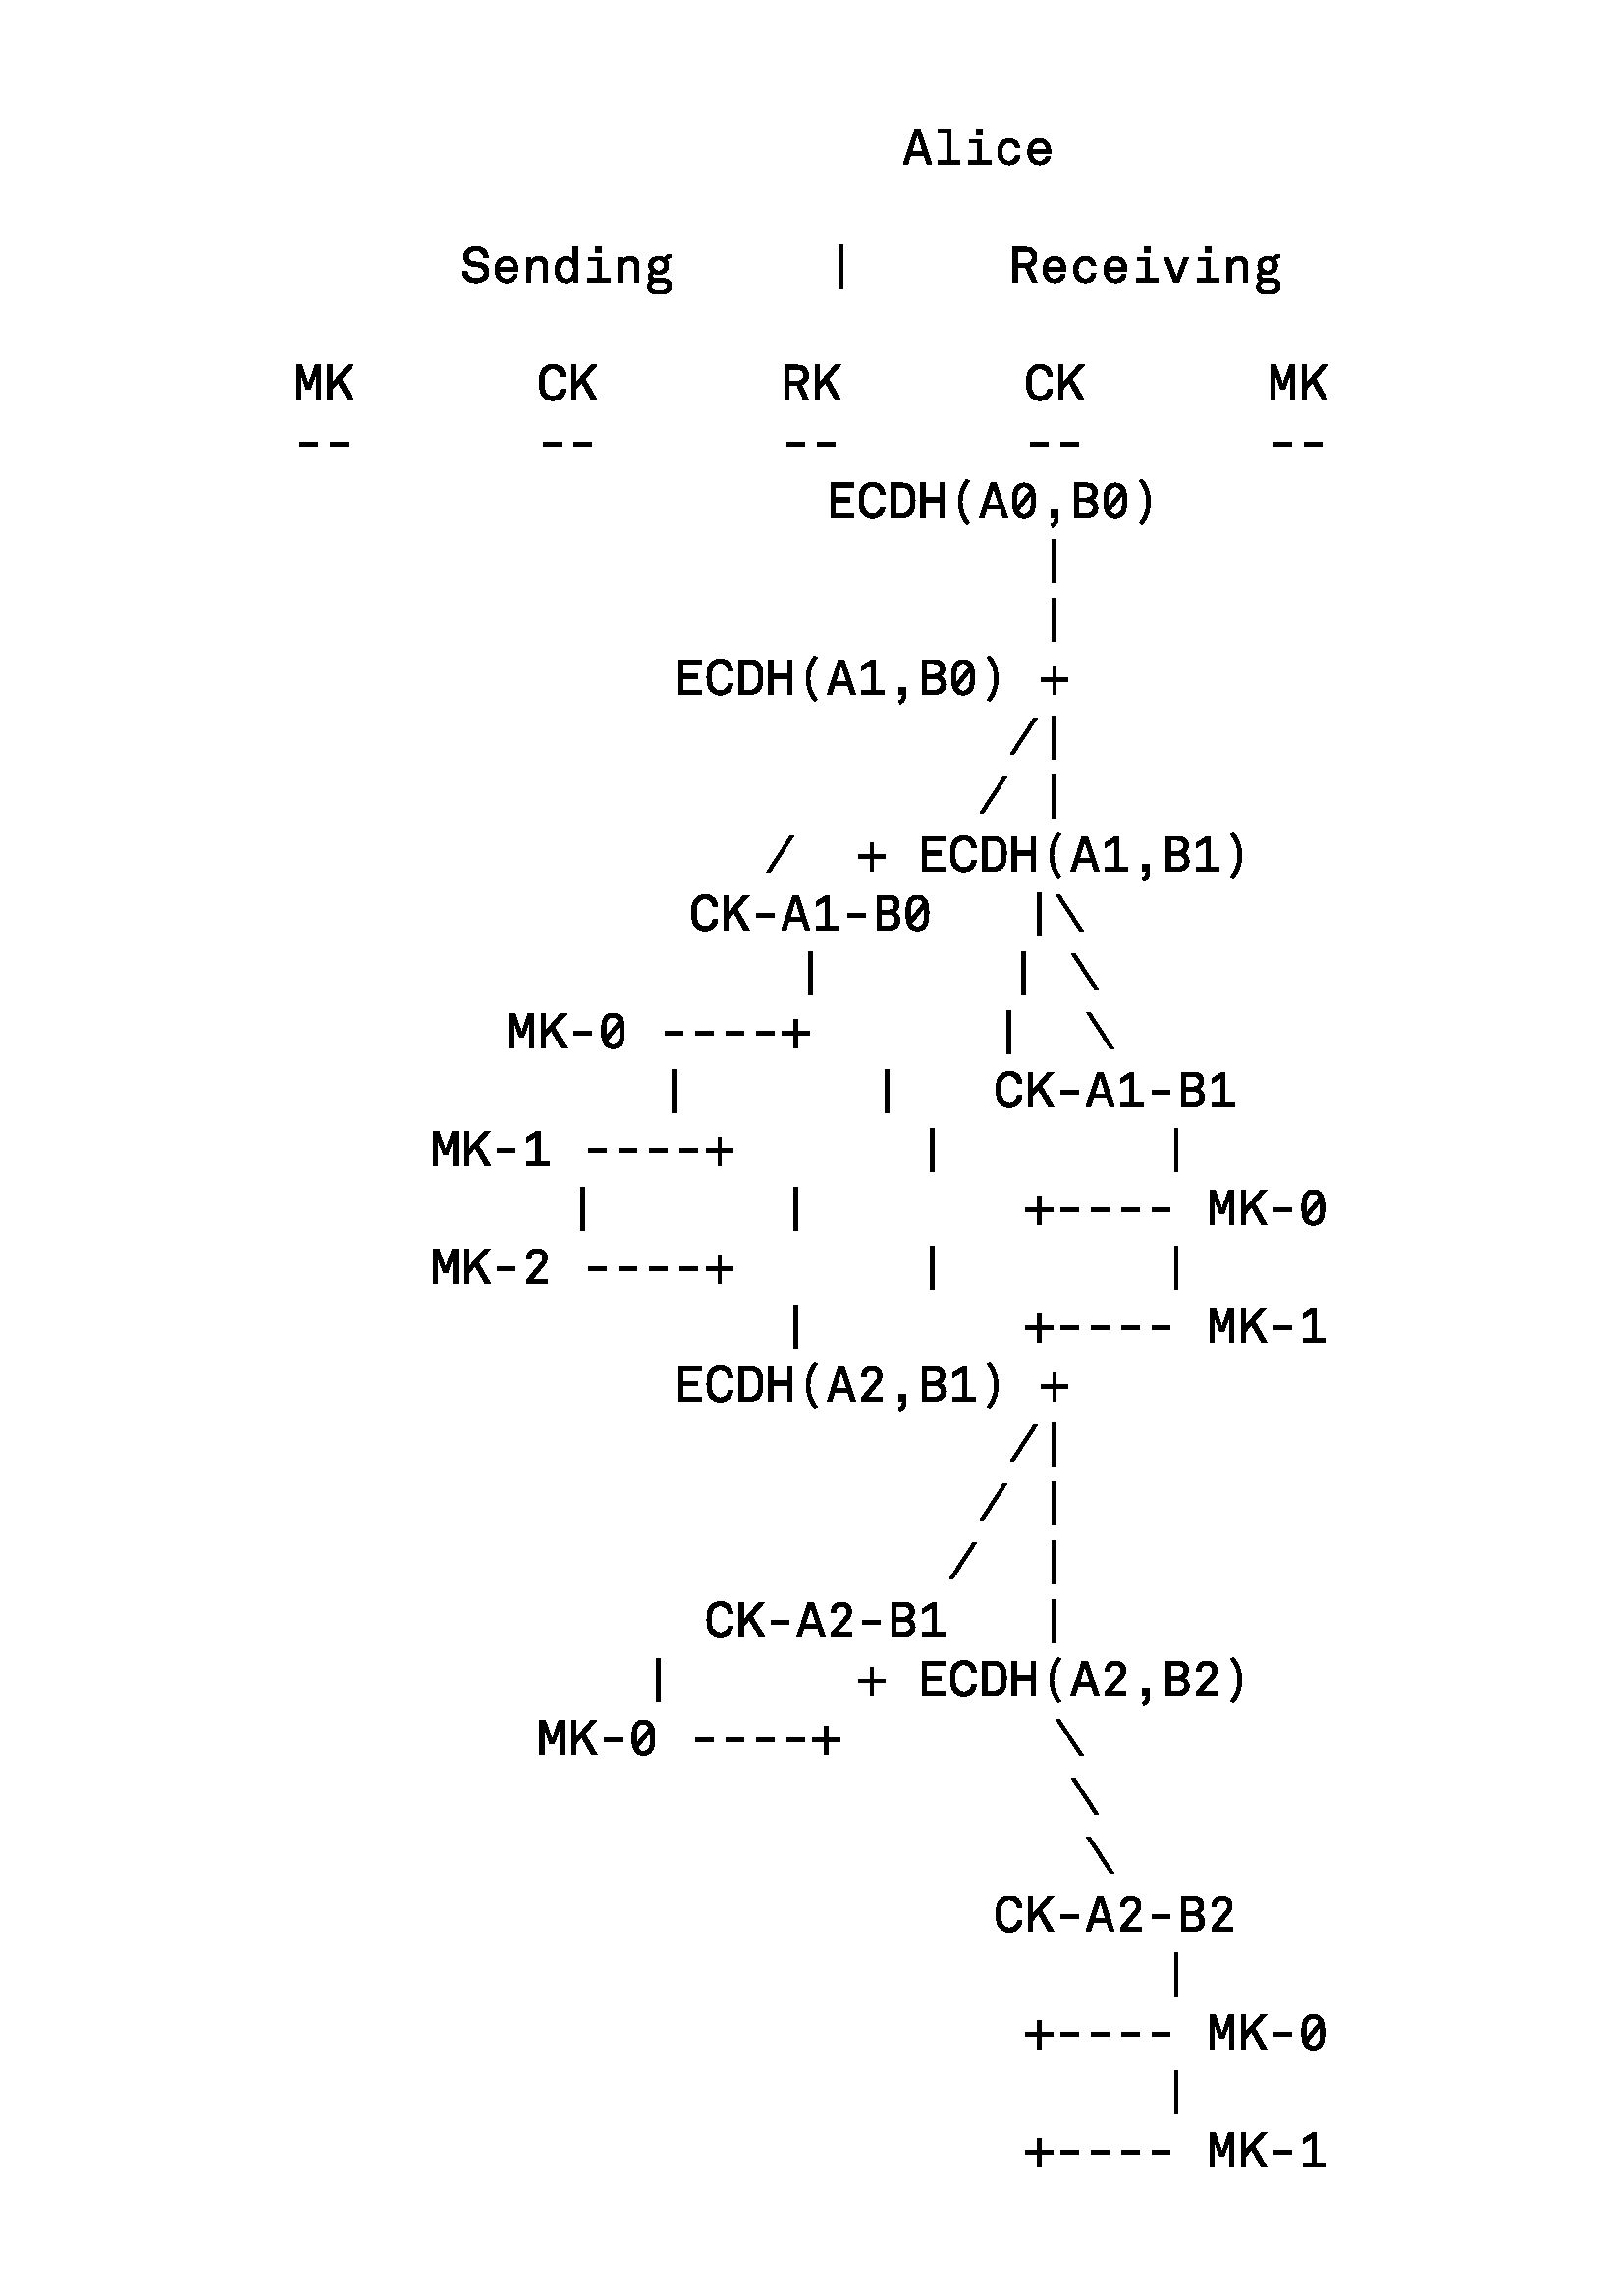 Alice
Sending | Receiving
MK CK RK CK MK
-- -- -- -- --
ECDH(A0,B0)
|
|
ECDH(A1,B0) +
/|
/ |
/ + ECDH(A1,B1)
CK-A1-B0 |\
| | \
MK-0 ----+ | \
| | CK-A1-B1
MK-1 ----+ | |
| | +---- MK-0
MK-2 ----+ | |
| +---- MK-1
ECDH(A2,B1) +
/|
/ |
/ |
CK-A2-B1 |
| + ECDH(A2,B2)
MK-0 ----+ \
\
\
CK-A2-B2
|
+---- MK-0
|
+---- MK-1